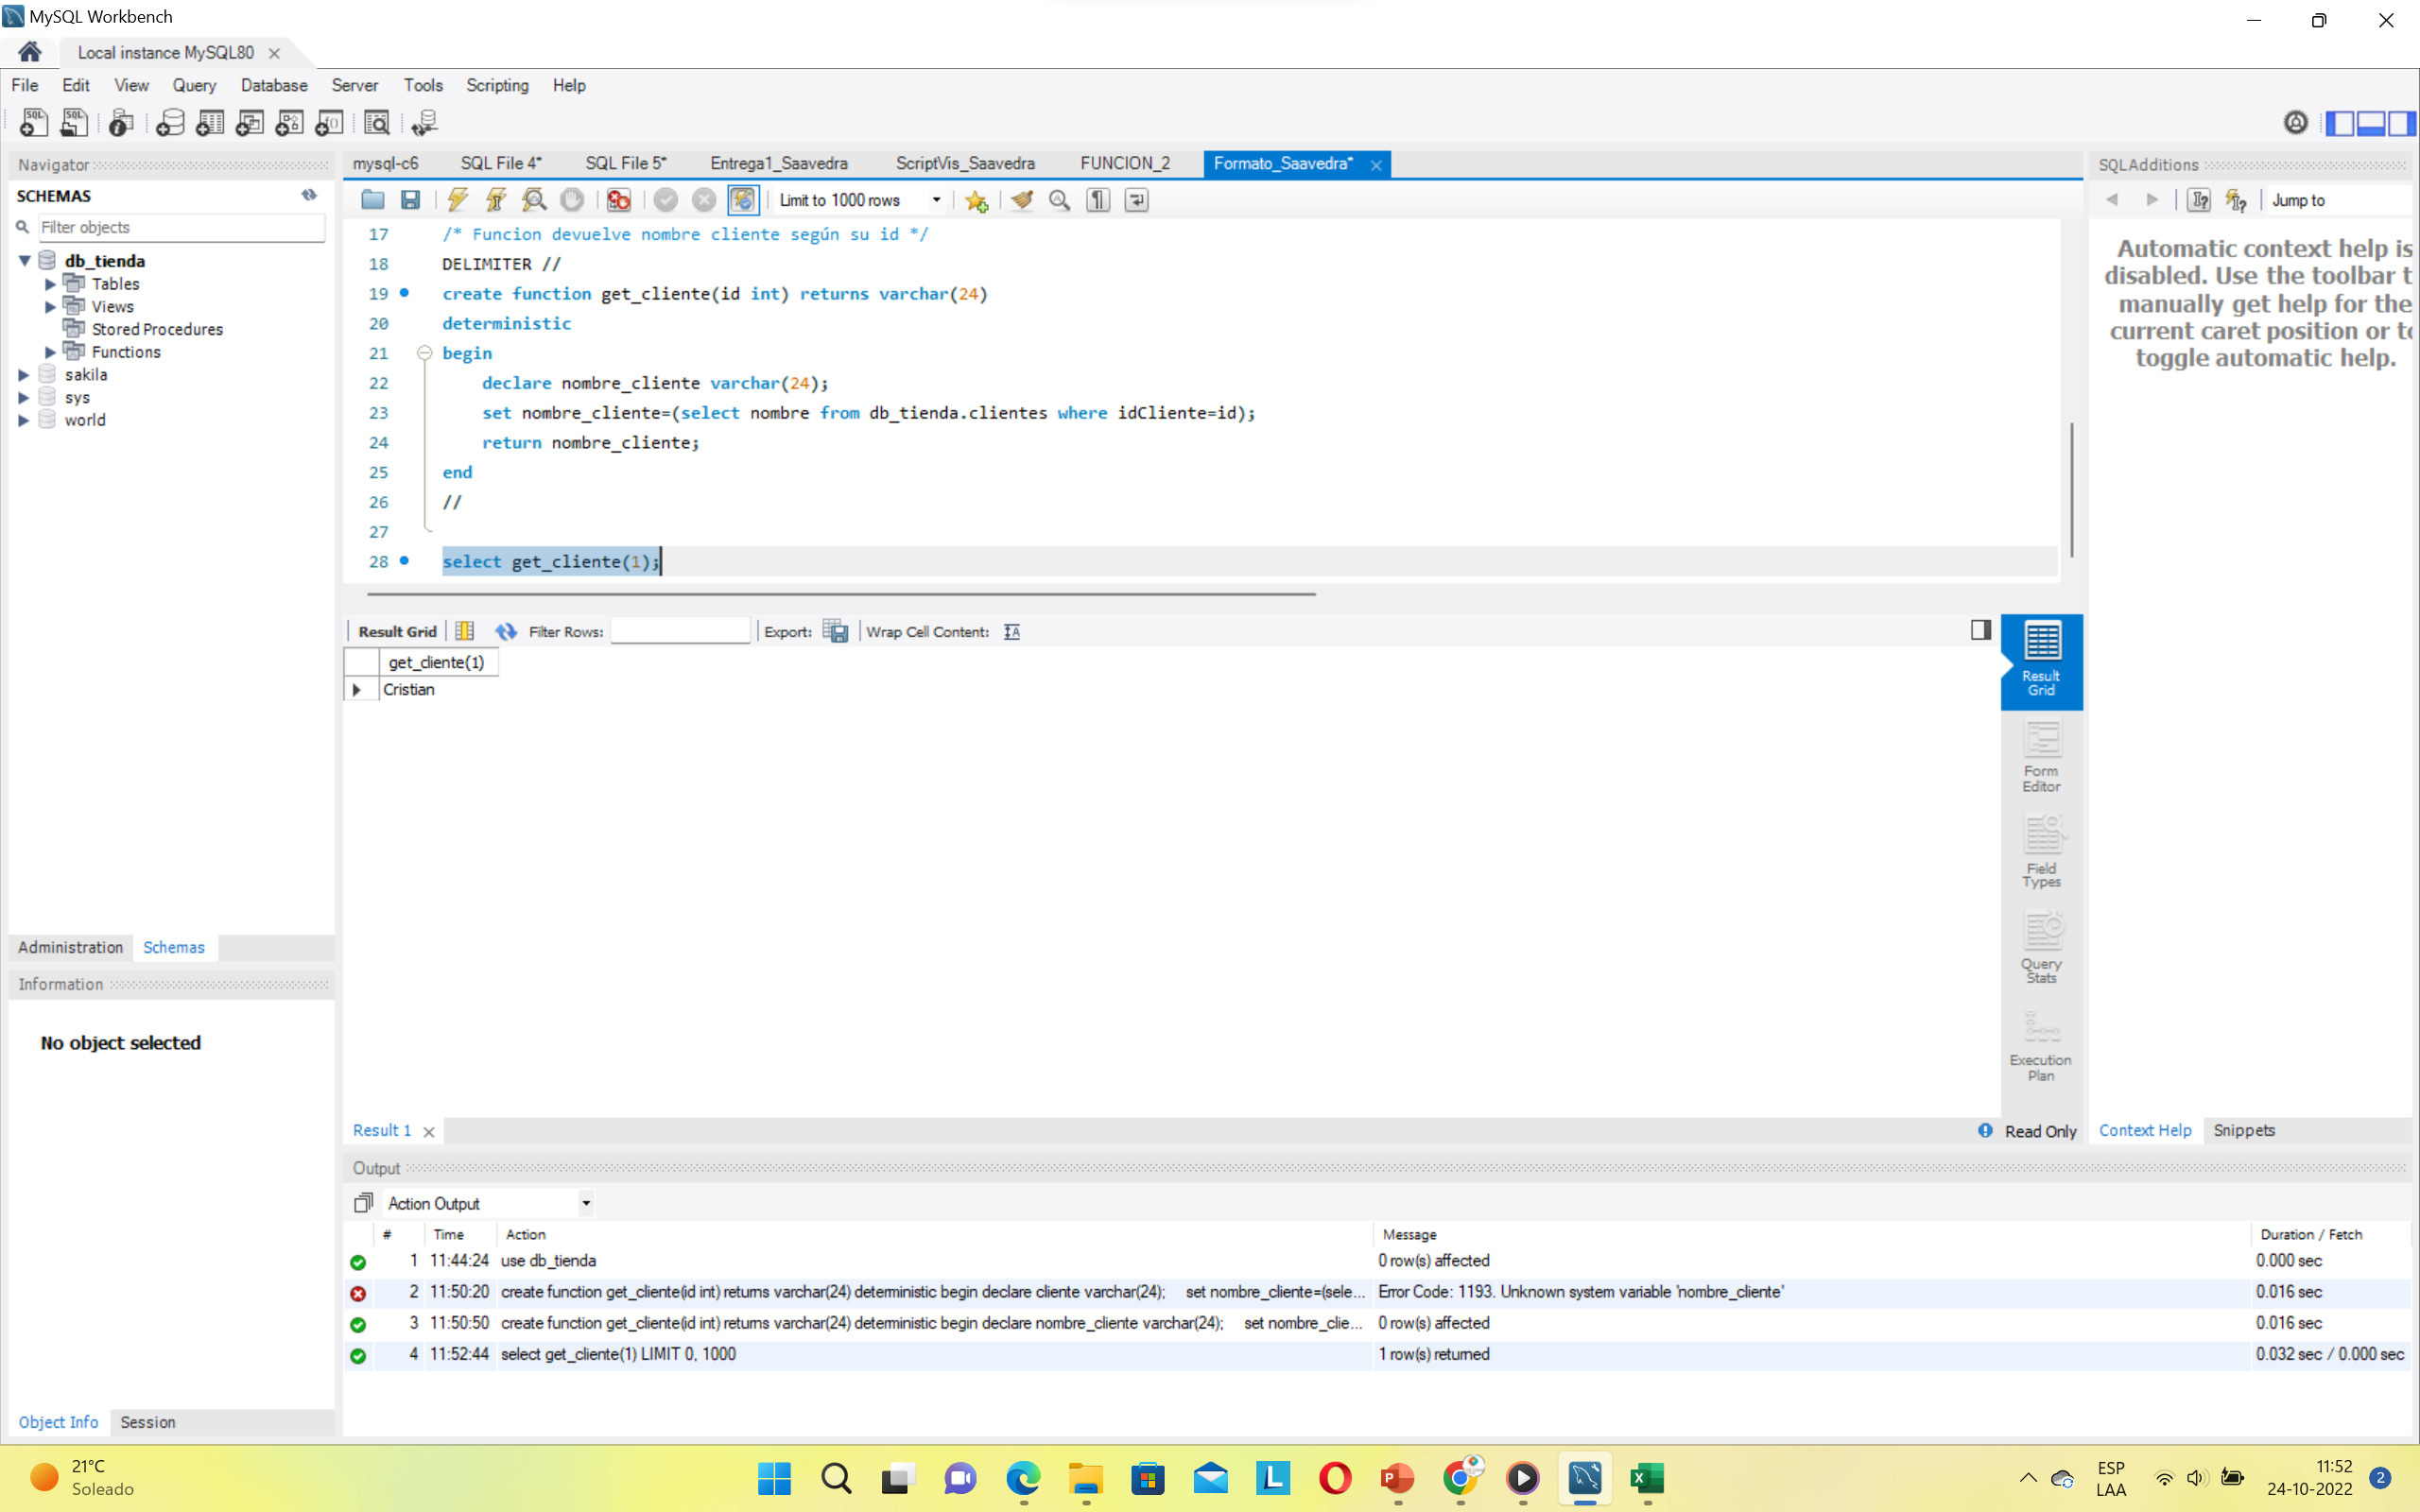 MySQL Workbench
Local instance MySQL80
File Edit View Query Database Server Tools Scripting Help
Navigator
SCHEMAS
Filter objects
db_tienda
Tables
Views
Stored Procedures
Functions
sakila
sys
world
Administration Schemas
Information
No object selected
Object Info Session
mysql-c6 SQL File 4* SQL File 5* Entrega1_Saavedra ScriptVis_Saavedra FUNCION_2 Formato_Saavedra*
Limit to 1000 rows
17 /* Funcion devuelve nombre cliente según su id */
18 DELIMITER //
19 create function get_cliente(id int) returns varchar(24)
20 deterministic
21 begin
22 declare nombre_cliente varchar(24);
23 set nombre_cliente=(select nombre from db_tienda.clientes where idCliente=id);
24 return nombre_cliente;
25 end
26 //
27
28 select get_cliente(1);
Result Grid Filter Rows: Export: Wrap Cell Content:
get_cliente(1)
Cristian
Result
Grid
Form
Editor
Field
Types
Query
Stats
Execution
Plan
Result 1
Read Only
SQLAdditions
Jump to
Automatic context help is
disabled. Use the toolbar t
manually get help for the
current caret position or to
toggle automatic help.
Context Help Snippets
Output
Action Output
# Time Action Message Duration / Fetch
1 11:44:24 use db_tienda 0 row(s) affected 0.000 sec
2 11:50:20 create function get_cliente(id int) returns varchar(24) deterministic begin declare cliente varchar(24); set nombre_cliente=(sele... Error Code: 1193. Unknown system variable 'nombre_cliente' 0.016 sec
3 11:50:50 create function get_cliente(id int) returns varchar(24) deterministic begin declare nombre_cliente varchar(24); set nombre_clie... 0 row(s) affected 0.016 sec
4 11:52:44 select get_cliente(1) LIMIT 0, 1000 1 row(s) returned 0.032 sec / 0.000 sec
21°C
Soleado
ESP
LAA
11:52
24-10-2022
2